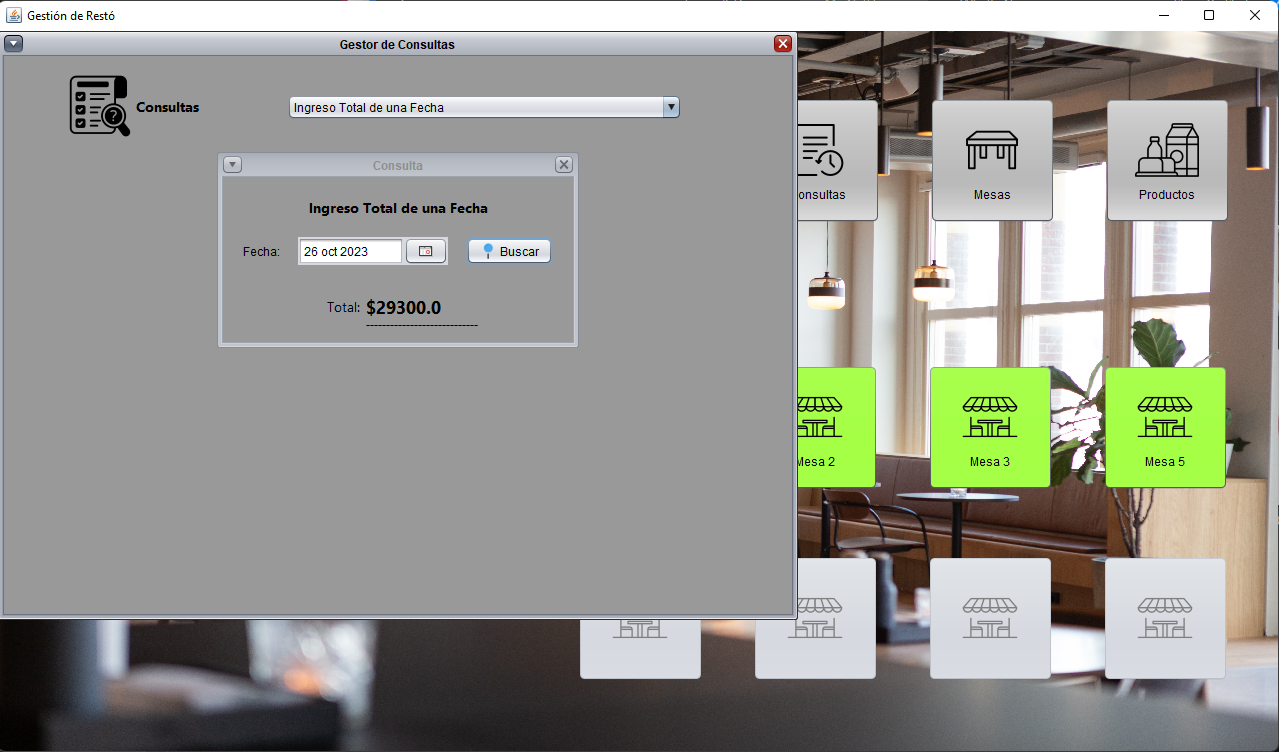 Gestión de Restó
Gestor de Consultas
Consultas
Ingreso Total de una Fecha
Consulta
Ingreso Total de una Fecha
Fecha:
26 oct 2023
Buscar
Total:
$29300.0
----------------------------
onsultas
Mesas
Productos
Mesa 2
Mesa 3
Mesa 5